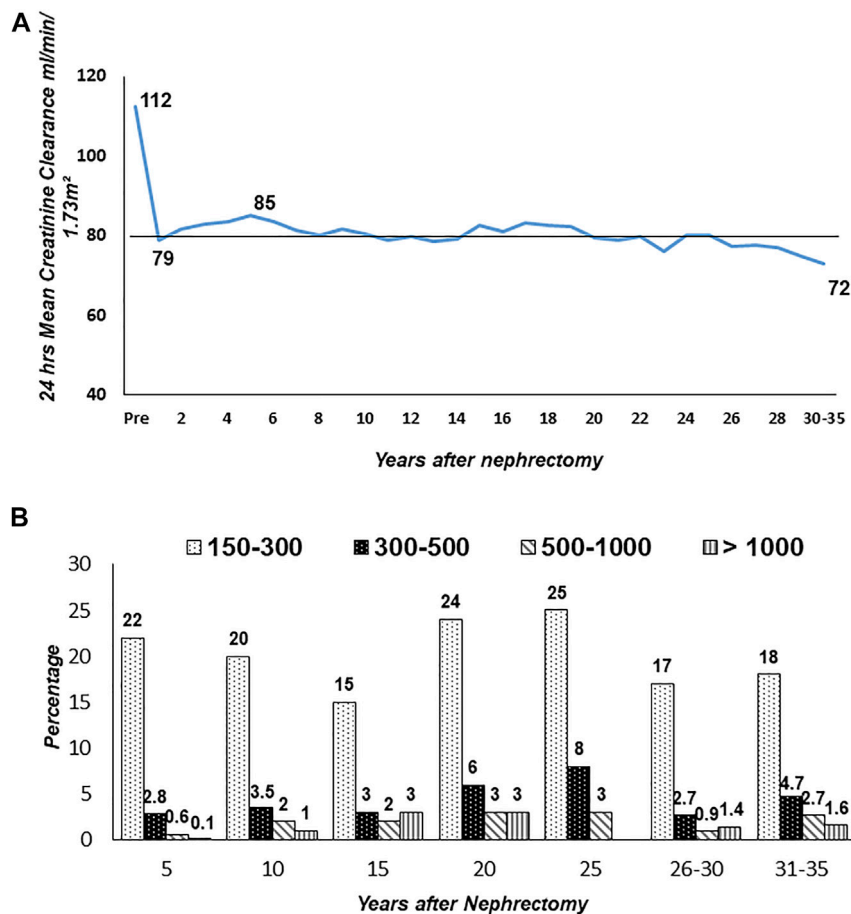 A
24 hrs Mean Creatinine Clearance ml/min/
1.73m²
120
100
80
60
40
112
79
85
72
Pre 2 4 6 8 10 12 14 16 18 20 22 24 26 28 30-35
Years after nephrectomy
B
150-300 300-500 500-1000 > 1000
Percentage
30
25
20
15
10
5
0
22 2.8 0.6 0.1
20 3.5 2 1
15 3 2 3
24 6 3 3
25 8 3
17 2.7 0.9 1.4
18 4.7 2.7 1.6
5 10 15 20 25 26-30 31-35
Years after Nephrectomy